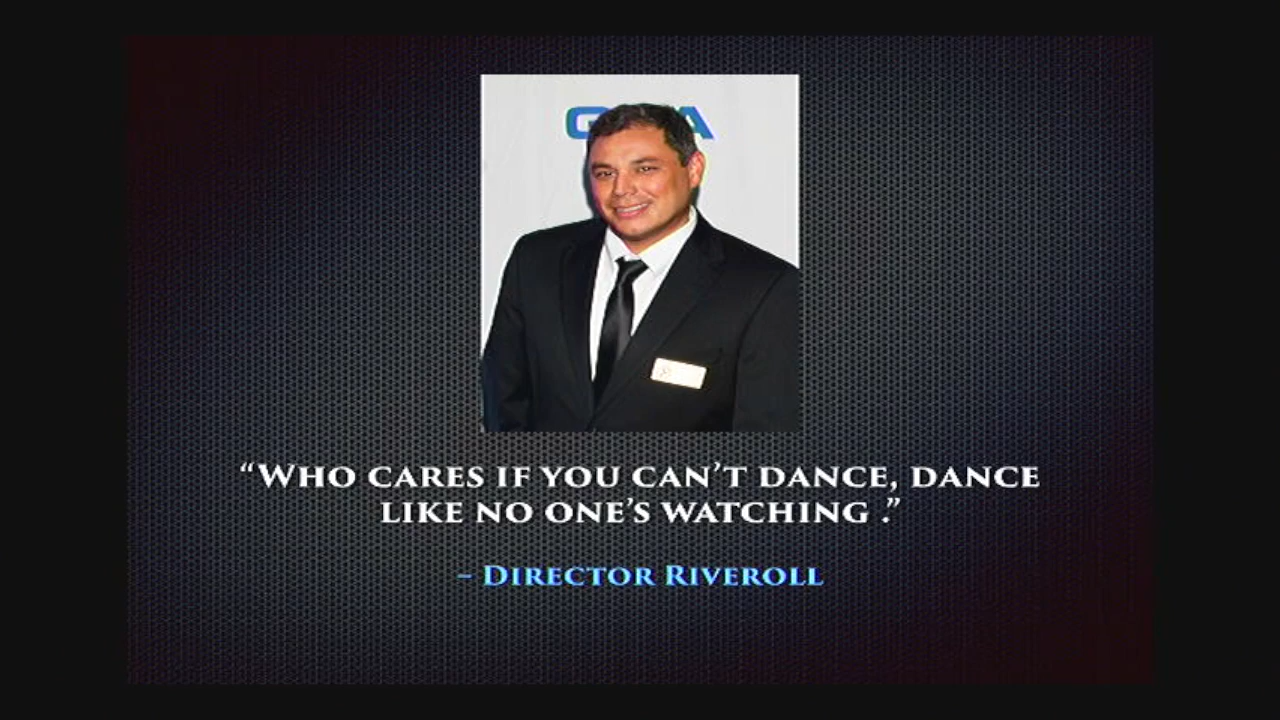 “WHO CARES IF YOU CAN’T DANCE, DANCE
LIKE NO ONE’S WATCHING .”
– DIRECTOR RIVEROLL